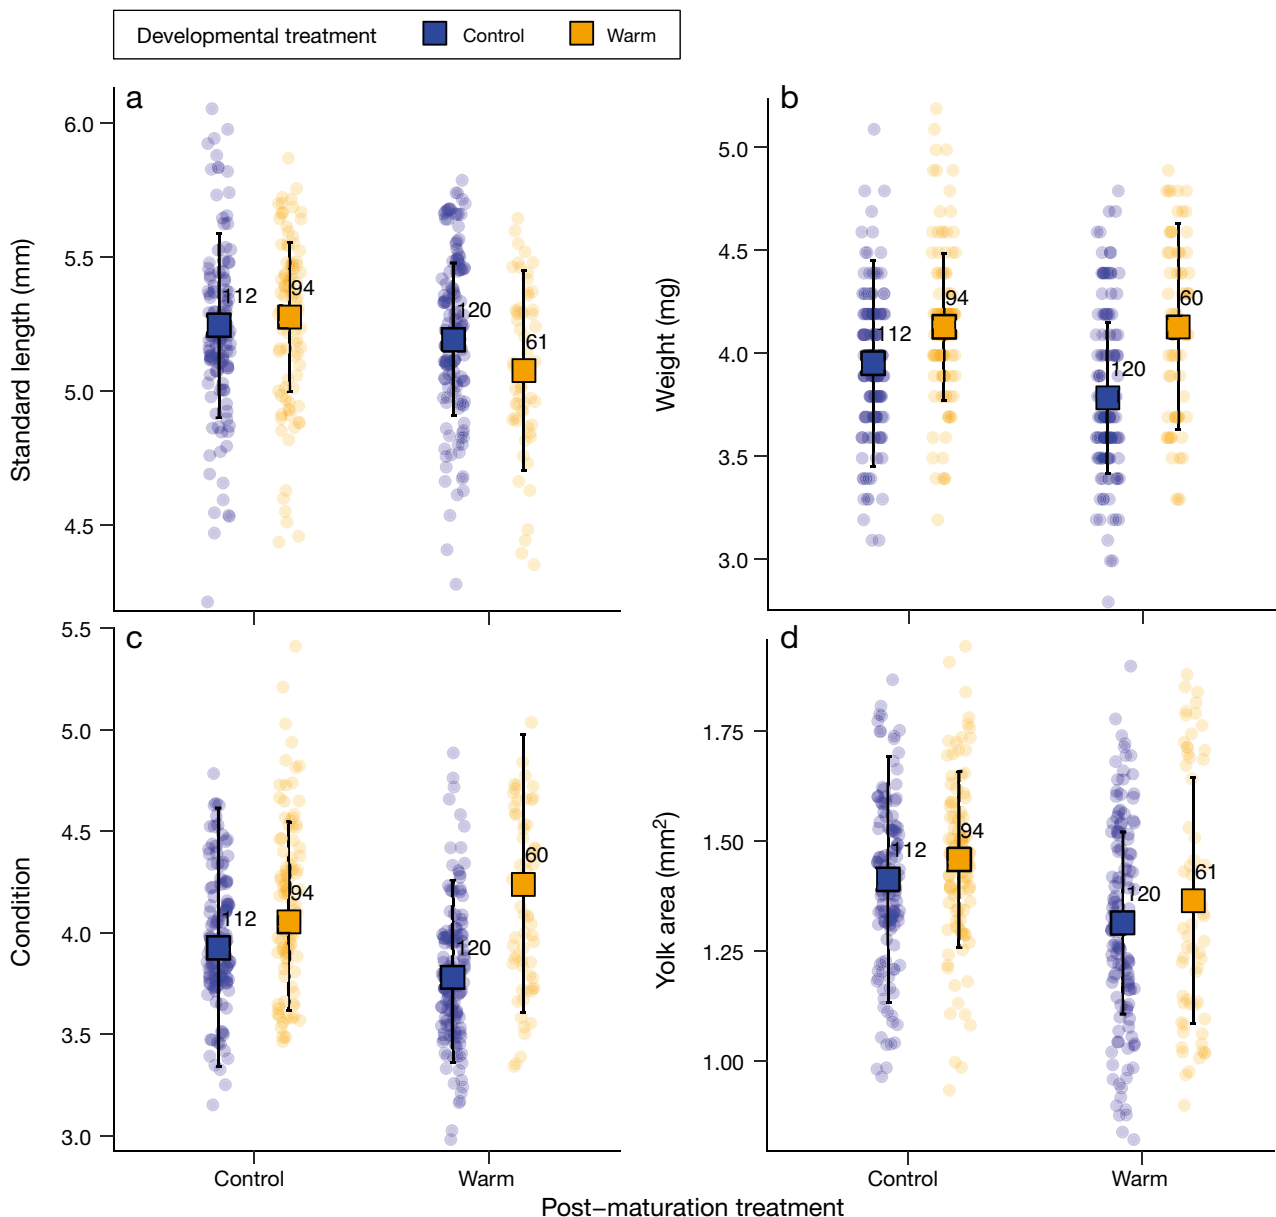 Developmental treatment Control Warm
a
Standard length (mm)
6.0
5.5
5.0
4.5
112
94
120
61
b
Weight (mg)
5.0
4.5
4.0
3.5
3.0
112
94
120
60
c
Condition
5.5
5.0
4.5
4.0
3.5
3.0
112
94
120
60
Control Warm
d
Yolk area (mm²)
1.75
1.50
1.25
1.00
112
94
120
61
Control Warm
Post–maturation treatment